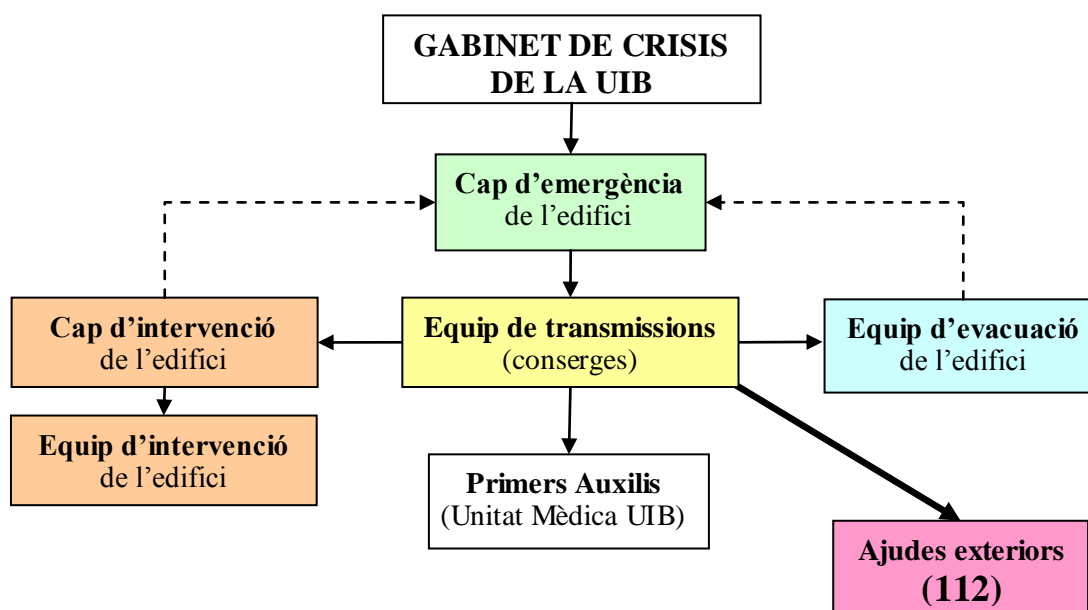 GABINET DE CRISIS
DE LA UIB
Cap d’emergència
de l’edifici
Cap d’intervenció
de l’edifici
Equip de transmissions
(conserges)
Equip d’evacuació
de l’edifici
Equip d’intervenció
de l’edifici
Primers Auxilis
(Unitat Mèdica UIB)
Ajudes exteriors
(112)